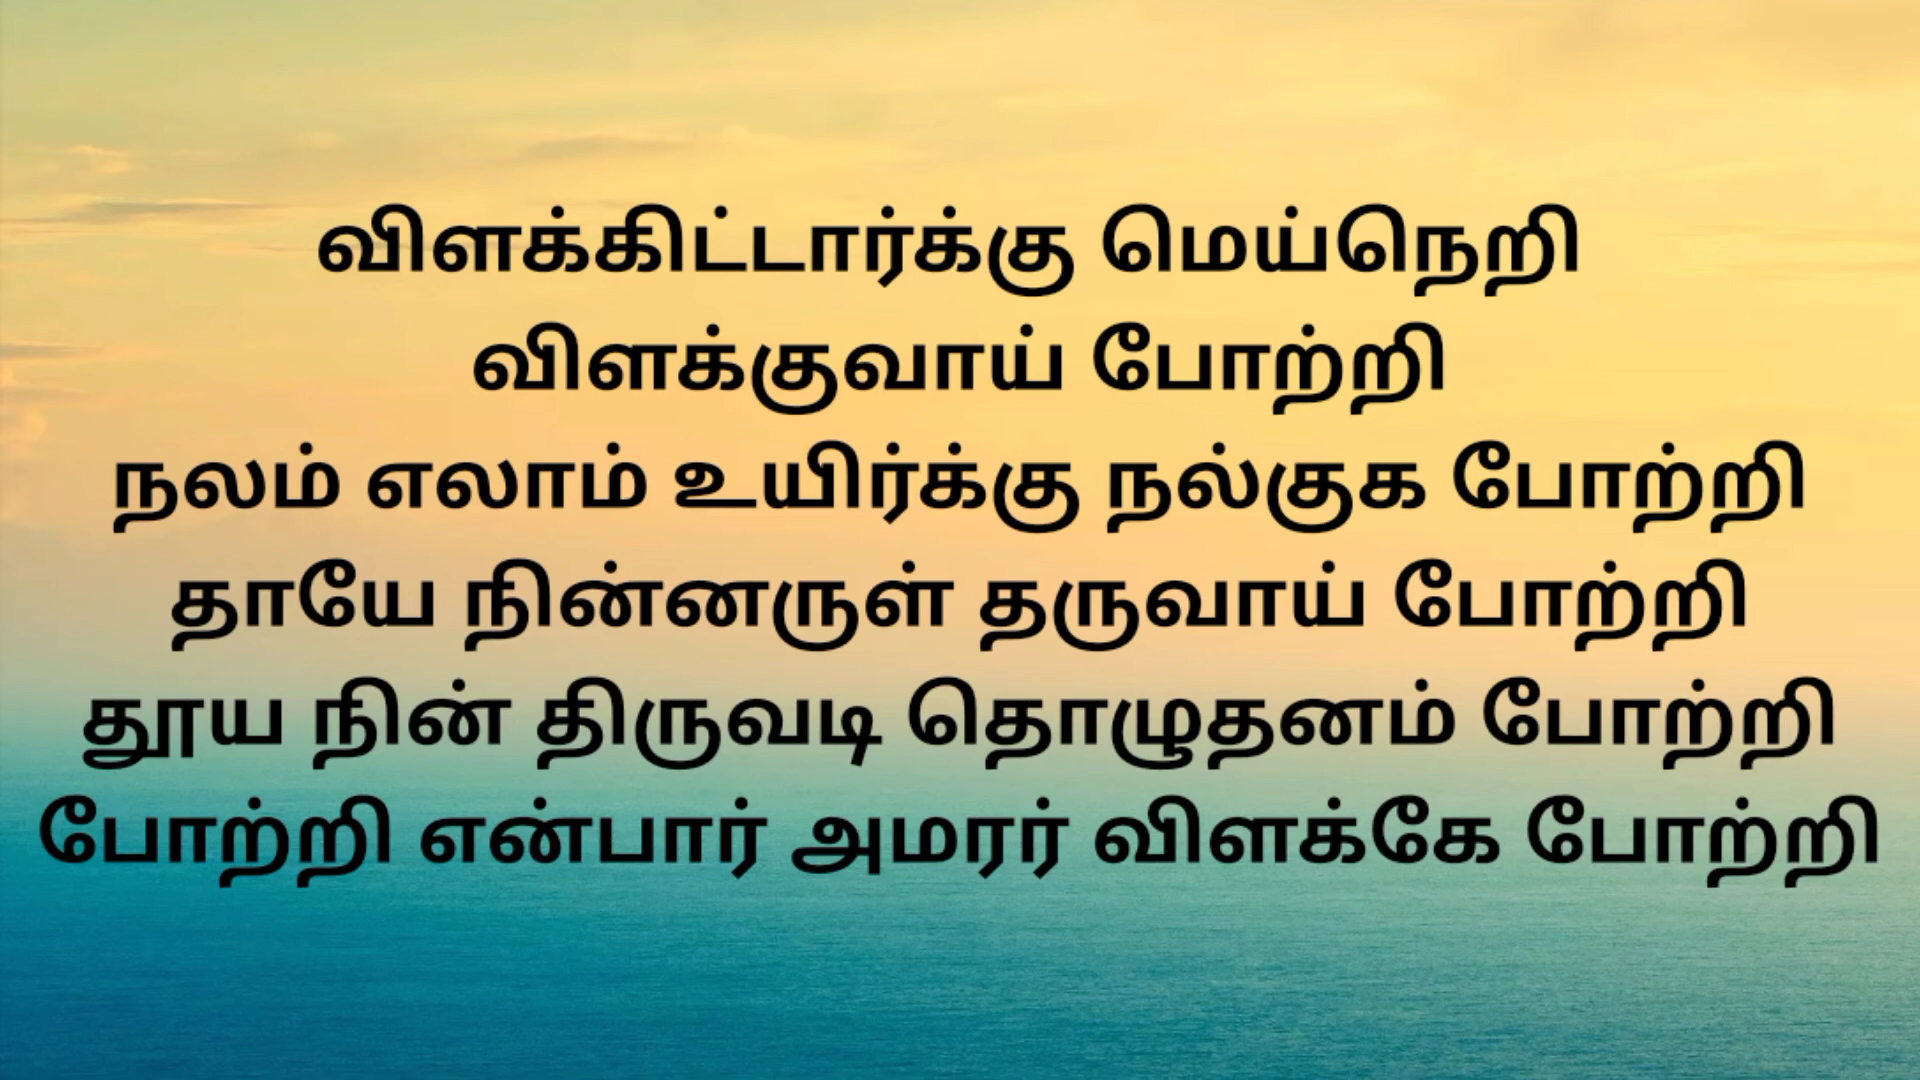 விளக்கிட்டார்க்கு மெய்நெறி
விளக்குவாய் போற்றி
நலம் எலாம் உயிர்க்கு நல்குக போற்றி
தாயே நின்னருள் தருவாய் போற்றி
தூய நின் திருவடி தொழுதனம் போற்றி
போற்றி என்பார் அமரர் விளக்கே போற்றி